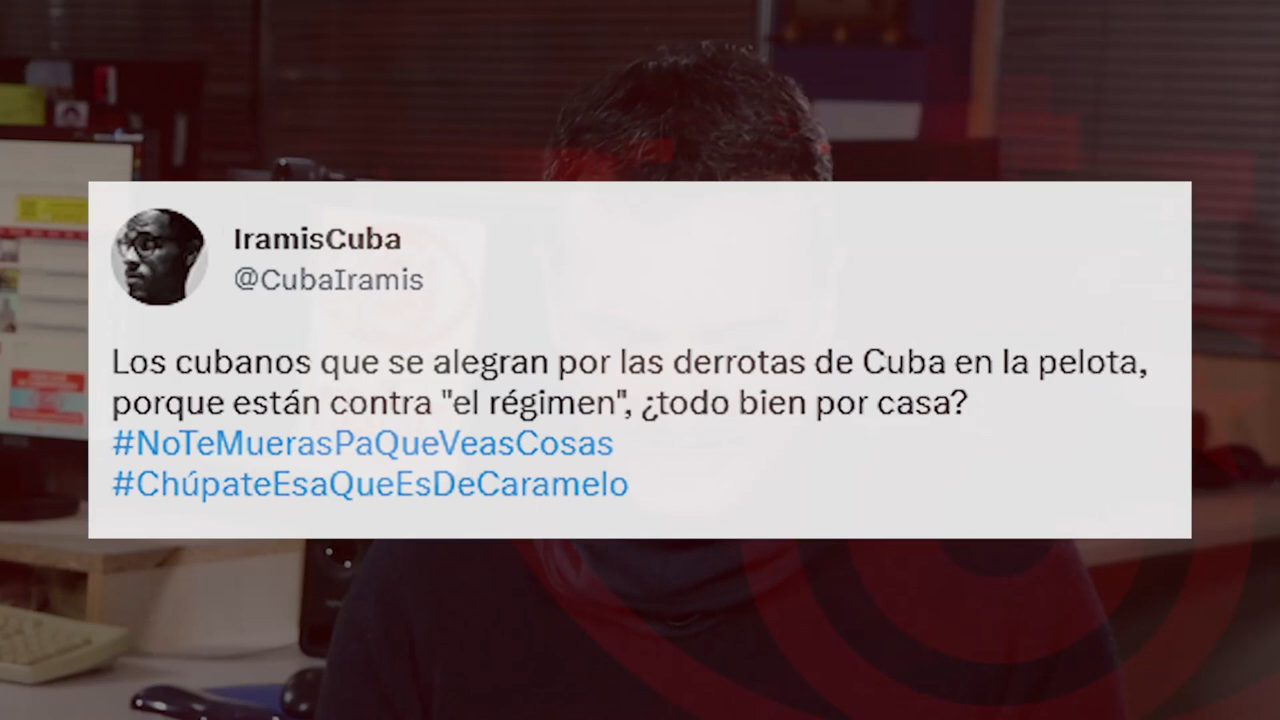 IramisCuba
@CubaIramis
Los cubanos que se alegran por las derrotas de Cuba en la pelota,
porque están contra "el régimen", ¿todo bien por casa?
#NoTeMuerasPaQueVeasCosas
#ChúpateEsaQueEsDeCaramelo